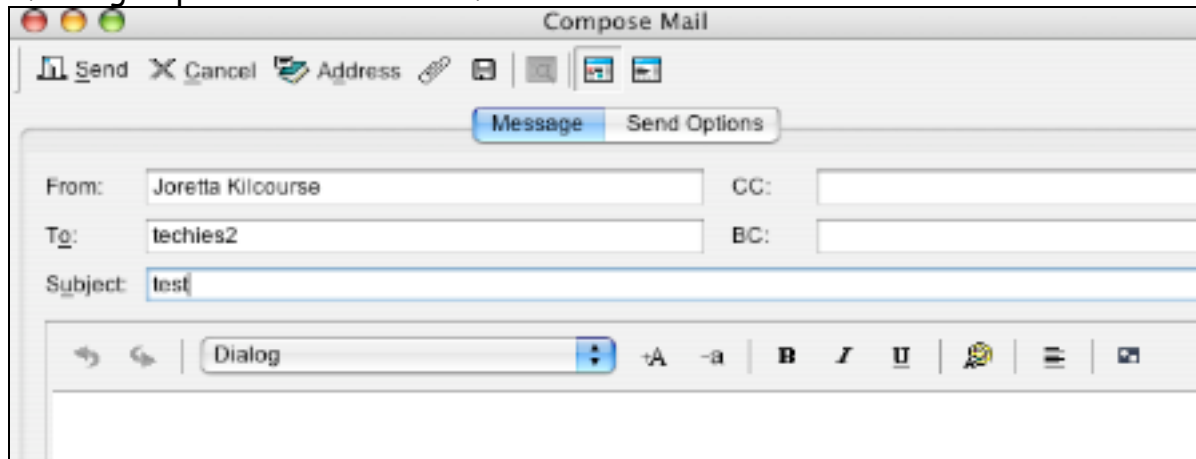 Compose Mail
Send Cancel Address
Message Send Options
From: Joretta Kilcourse CC:
To: techies2 BC:
Subject: test
Dialog +A -a B I U